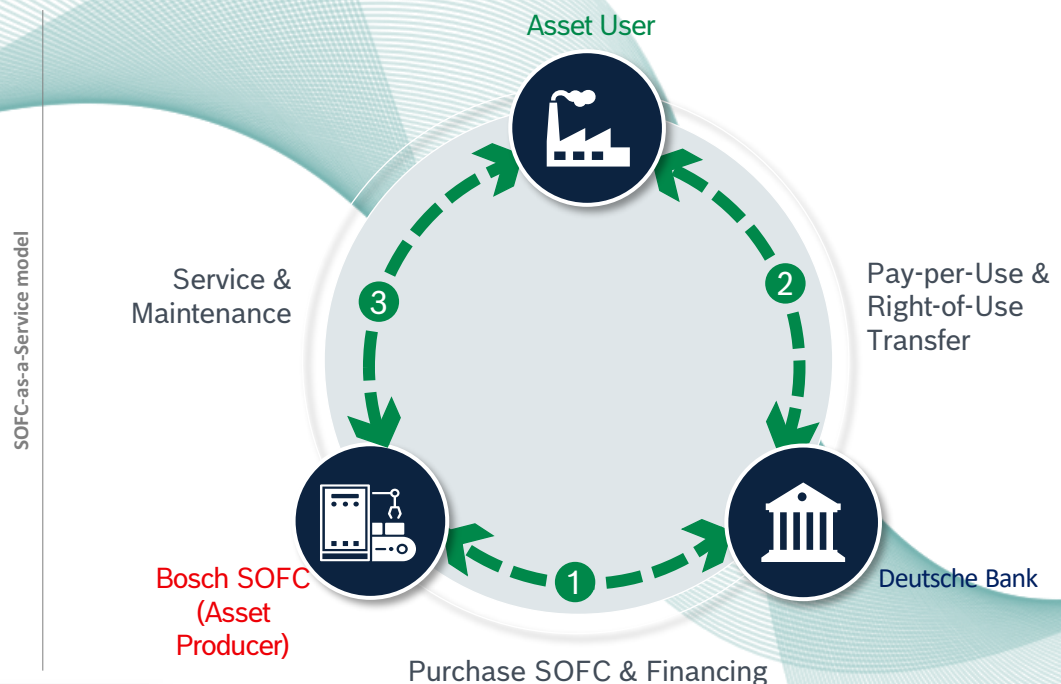 Asset User
SOFC-as-a-Service model
Service &
Maintenance
3
2
Pay-per-Use &
Right-of-Use
Transfer
Bosch SOFC
(Asset
Producer)
1
Deutsche Bank
Purchase SOFC & Financing